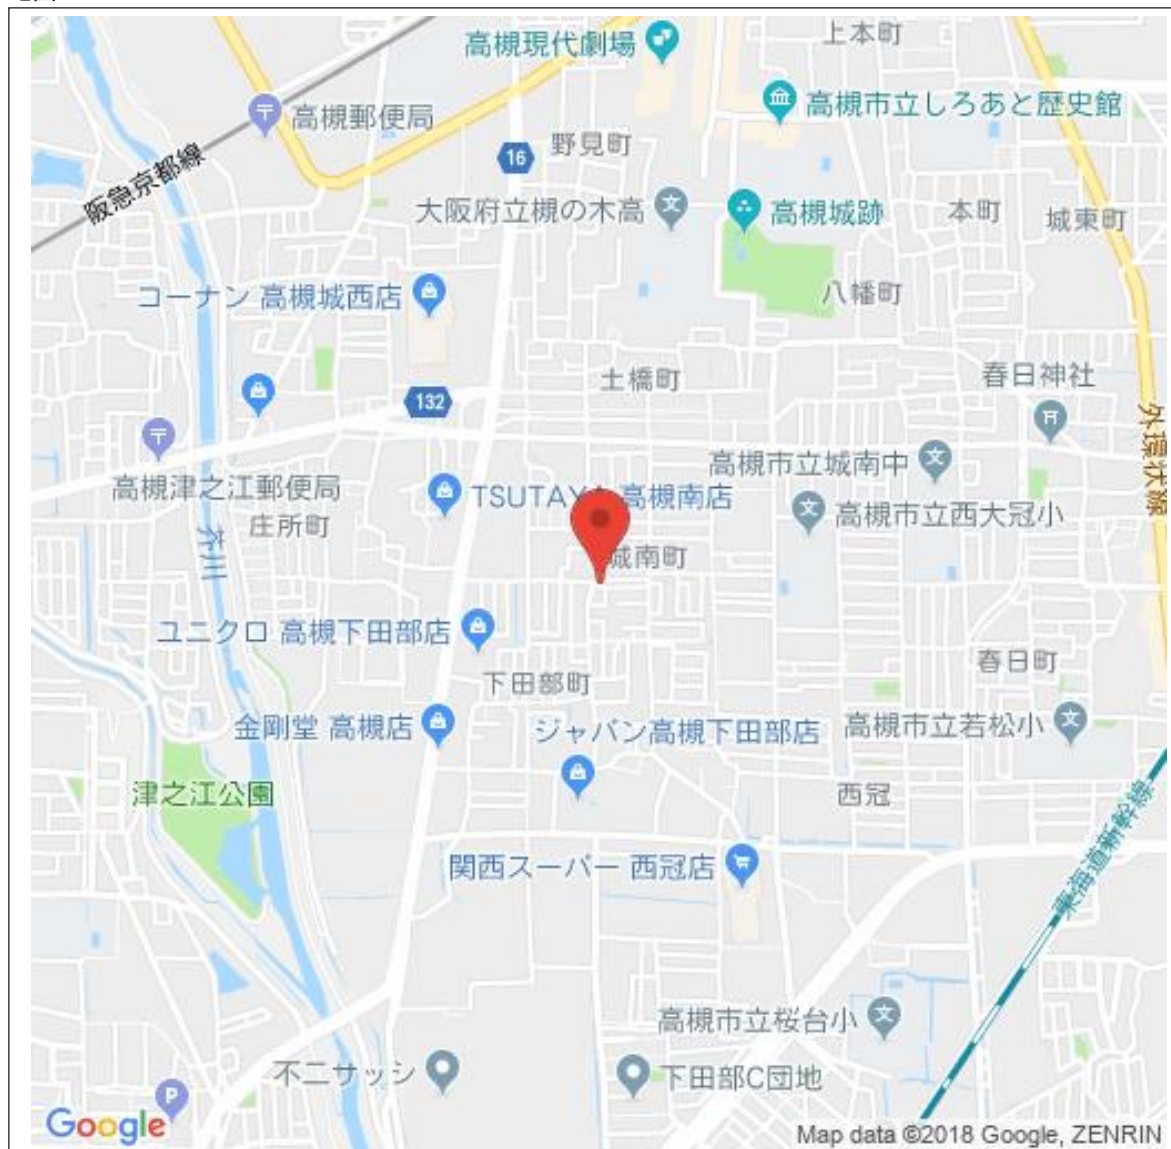 高槻現代劇場
上本町
高槻郵便局
高槻市立しろあと歴史館
16
野見町
阪急京都線
大阪府立槻の木高
高槻城跡
本町
城東町
コーナン 高槻城西店
八幡町
土橋町
春日神社
132
外環状線
高槻津之江郵便局
高槻市立城南中
TSUTAYA 高槻南店
庄所町
高槻市立西大冠小
芥川
城南町
ユニクロ 高槻下田部店
春日町
下田部町
金剛堂 高槻店
ジャパン高槻下田部店
高槻市立若松小
津之江公園
西冠
関西スーパー 西冠店
東海道新幹線
高槻市立桜台小
不二サッシ
下田部C団地
P
Google
Map data ©2018 Google, ZENRIN